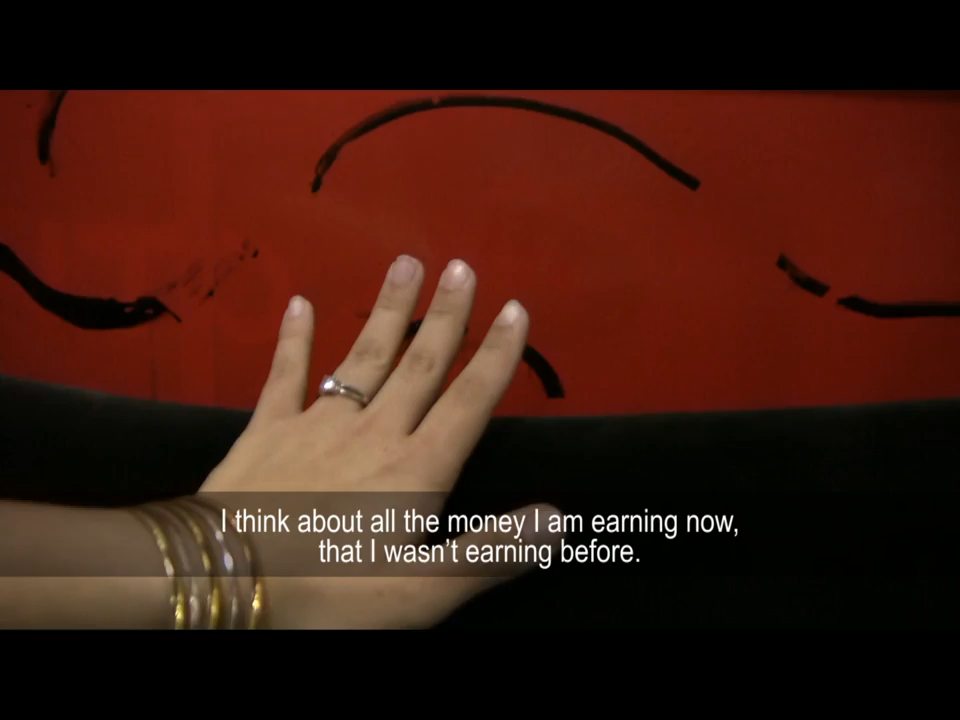 I think about all the money I am earning now,
that I wasn't earning before.